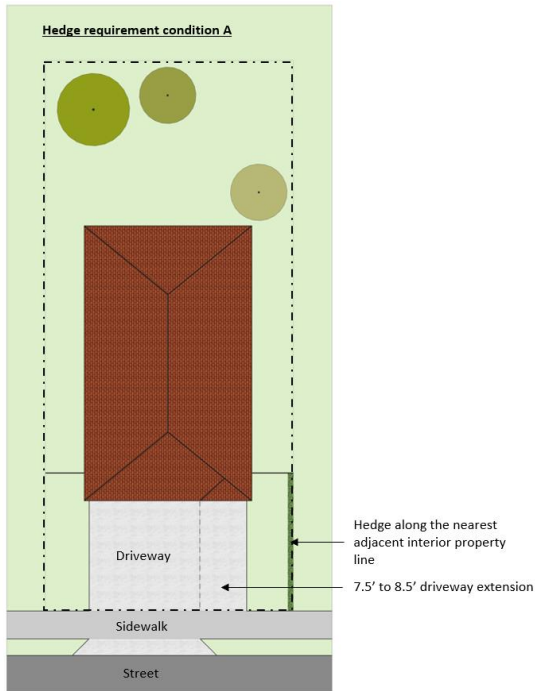 Hedge requirement condition A
Hedge along the nearest
adjacent interior property
line
Driveway
7.5’ to 8.5’ driveway extension
Sidewalk
Street